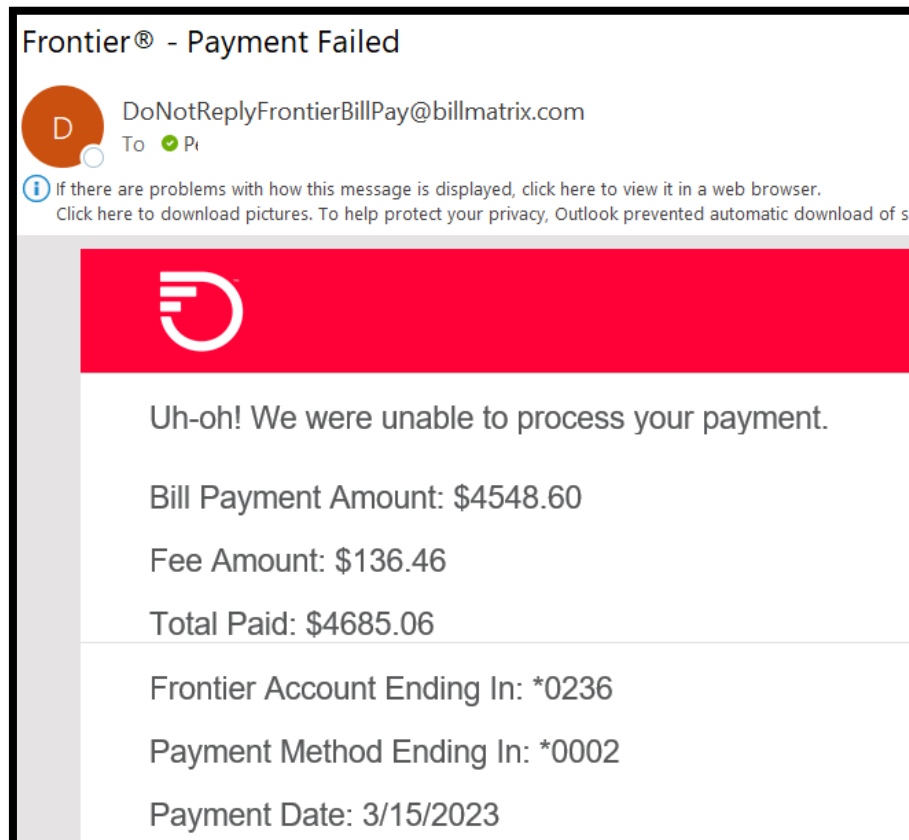 Frontier® - Payment Failed
D
DoNotReplyFrontierBillPay@billmatrix.com
To
If there are problems with how this message is displayed, click here to view it in a web browser.
Click here to download pictures. To help protect your privacy, Outlook prevented automatic download of s
Uh-oh! We were unable to process your payment.
Bill Payment Amount: $4548.60
Fee Amount: $136.46
Total Paid: $4685.06
Frontier Account Ending In: *0236
Payment Method Ending In: *0002
Payment Date: 3/15/2023